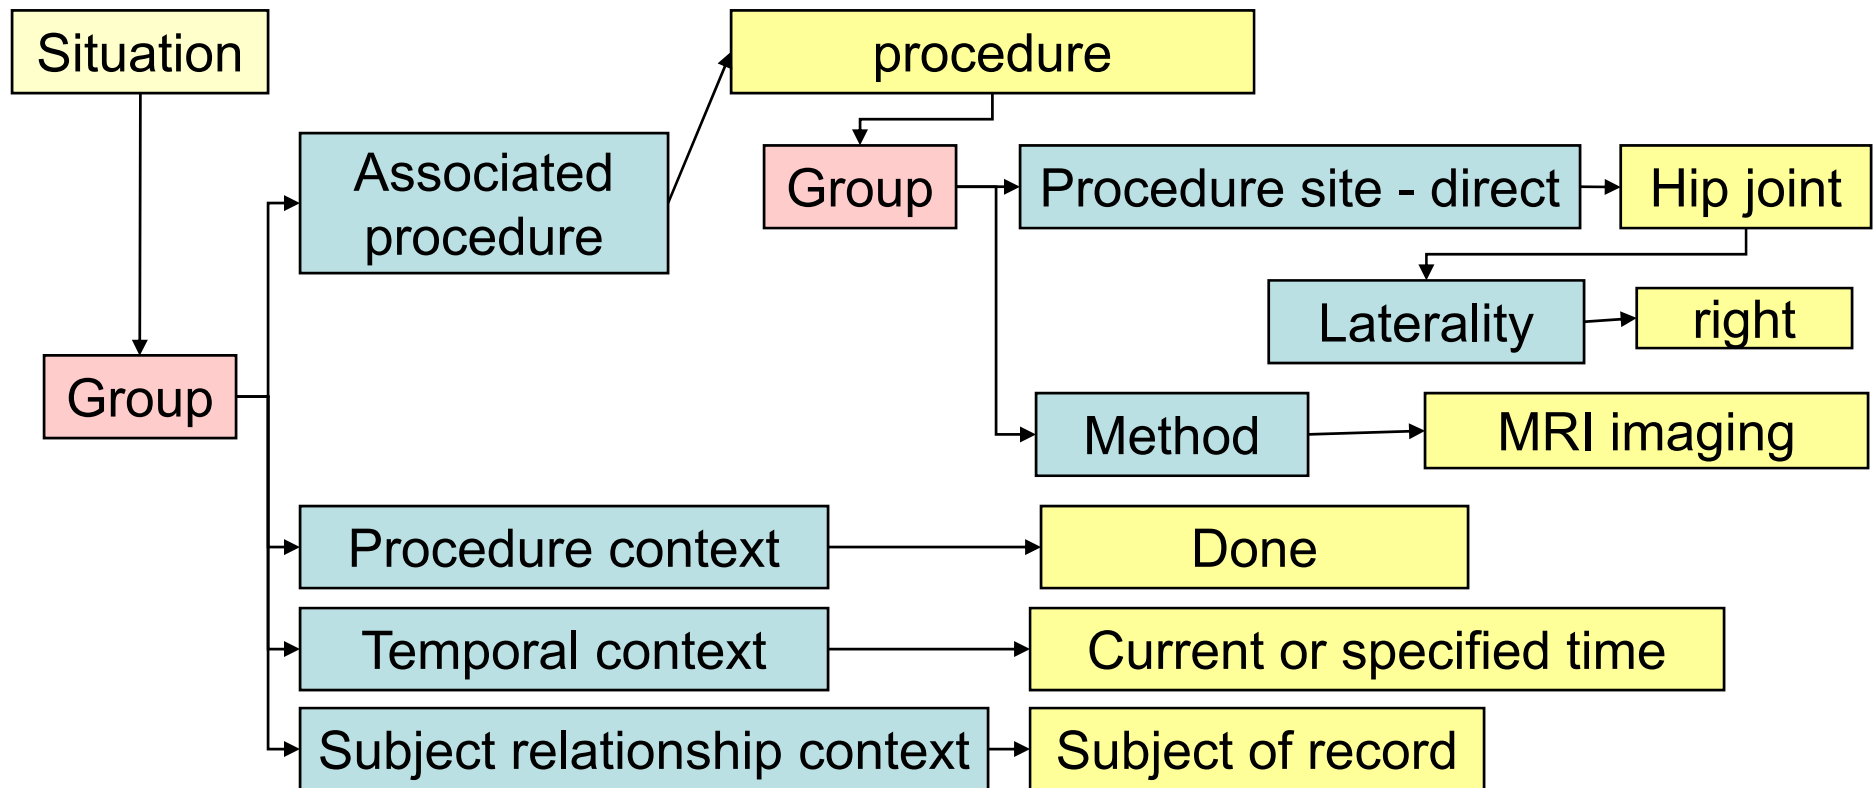 Situation
procedure
Associated
procedure
Group
Procedure site - direct
Hip joint
Laterality
right
Group
Method
MRI imaging
Procedure context
Done
Temporal context
Current or specified time
Subject relationship context
Subject of record